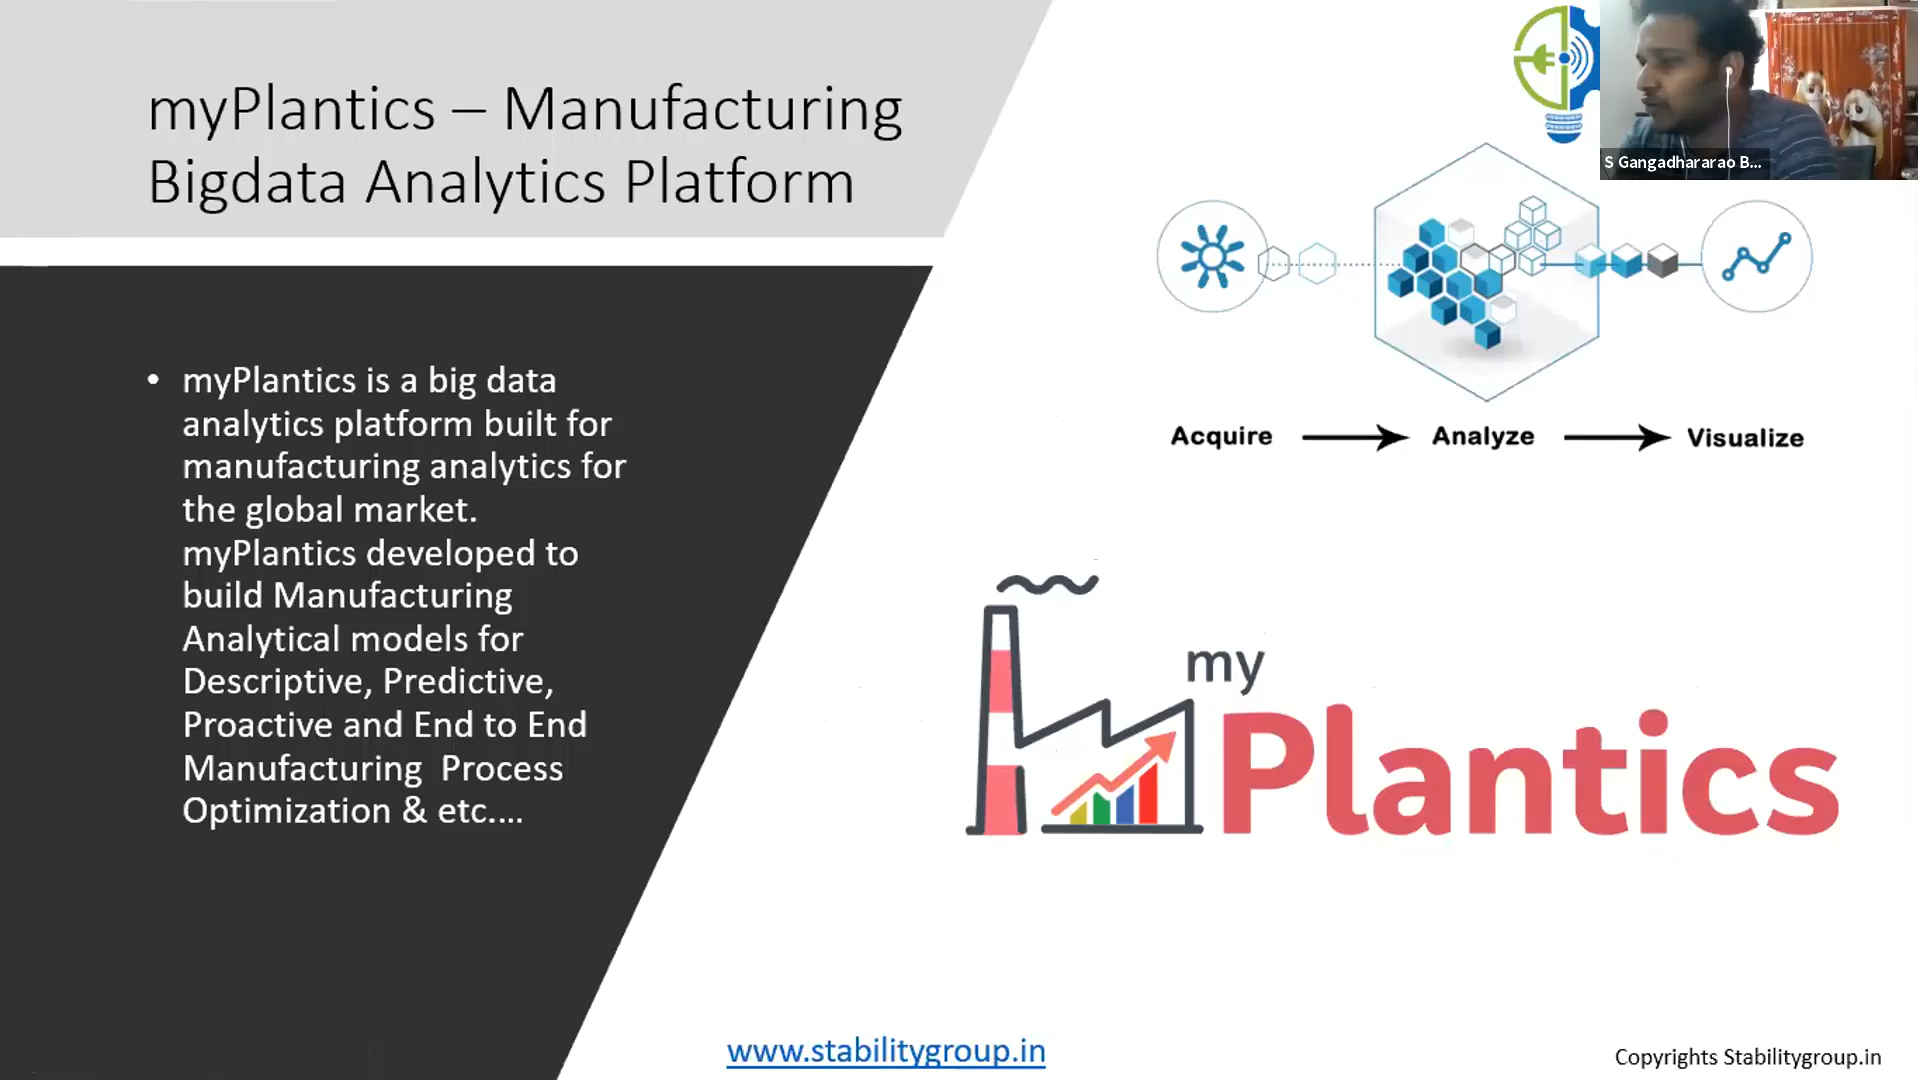 myPlantics – Manufacturing
Bigdata Analytics Platform
S Gangadhararao B...
Acquire
Analyze
Visualize
• myPlantics is a big data
analytics platform built for
manufacturing analytics for
the global market.
myPlantics developed to
build Manufacturing
Analytical models for
Descriptive, Predictive,
Proactive and End to End
Manufacturing  Process
Optimization & etc....
my
Plantics
www.stabilitygroup.in
Copyrights Stabilitygroup.in